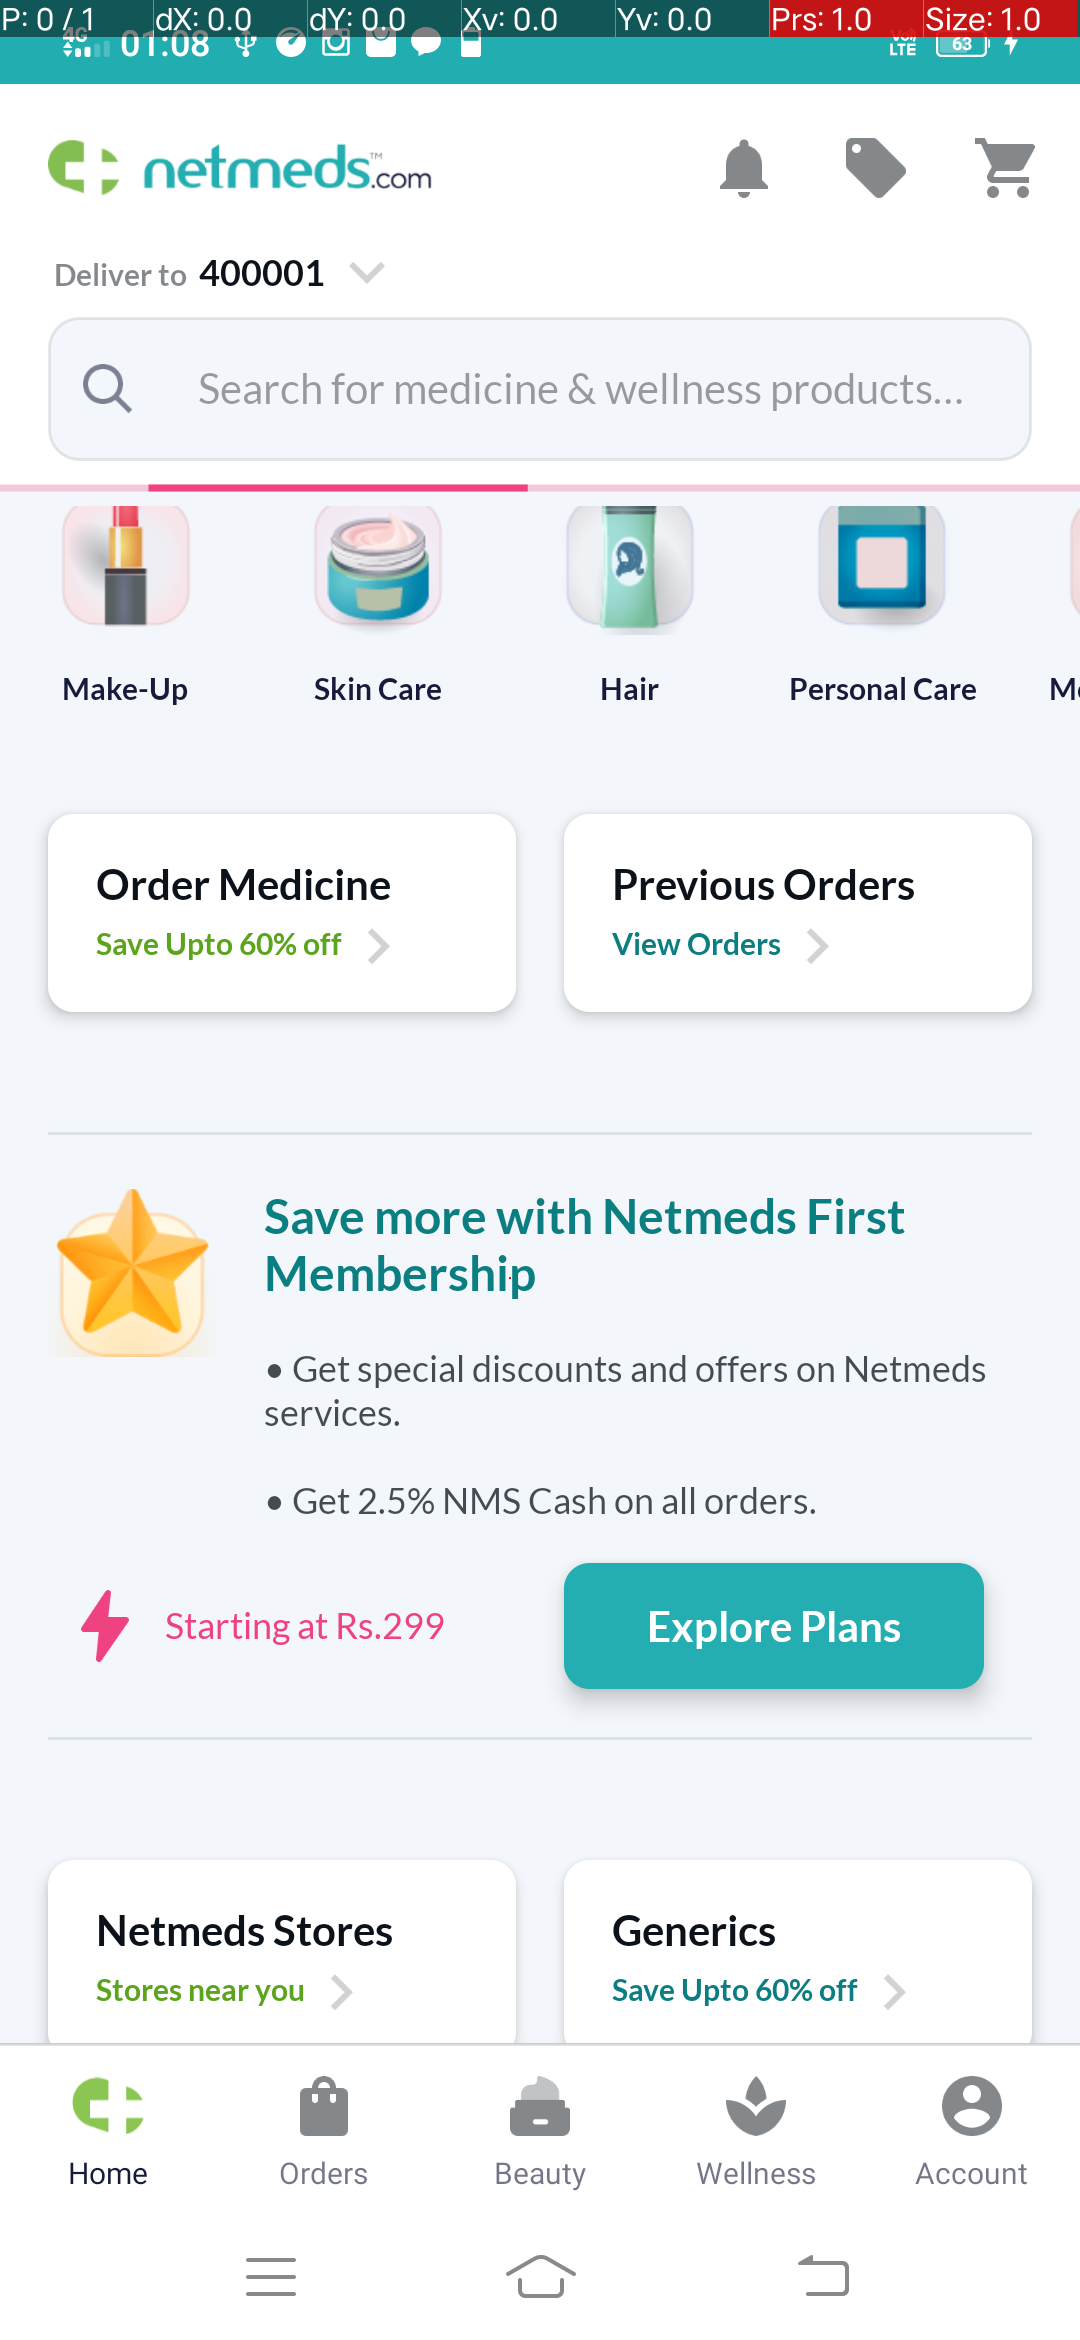 P: 0 / 1 dX: 0.0 dY: 0.0 Xv: 0.0 Yv: 0.0 Prs: 1.0 Size: 1.0
4G 01:08 VoLTE 63
netmeds.com™
Deliver to 400001
Search for medicine & wellness products...
Make-Up Skin Care Hair Personal Care
Order Medicine
Save Upto 60% off
Previous Orders
View Orders
Save more with Netmeds First
Membership
• Get special discounts and offers on Netmeds
services.
• Get 2.5% NMS Cash on all orders.
Starting at Rs.299
Explore Plans
Netmeds Stores
Stores near you
Generics
Save Upto 60% off
Home Orders Beauty Wellness Account